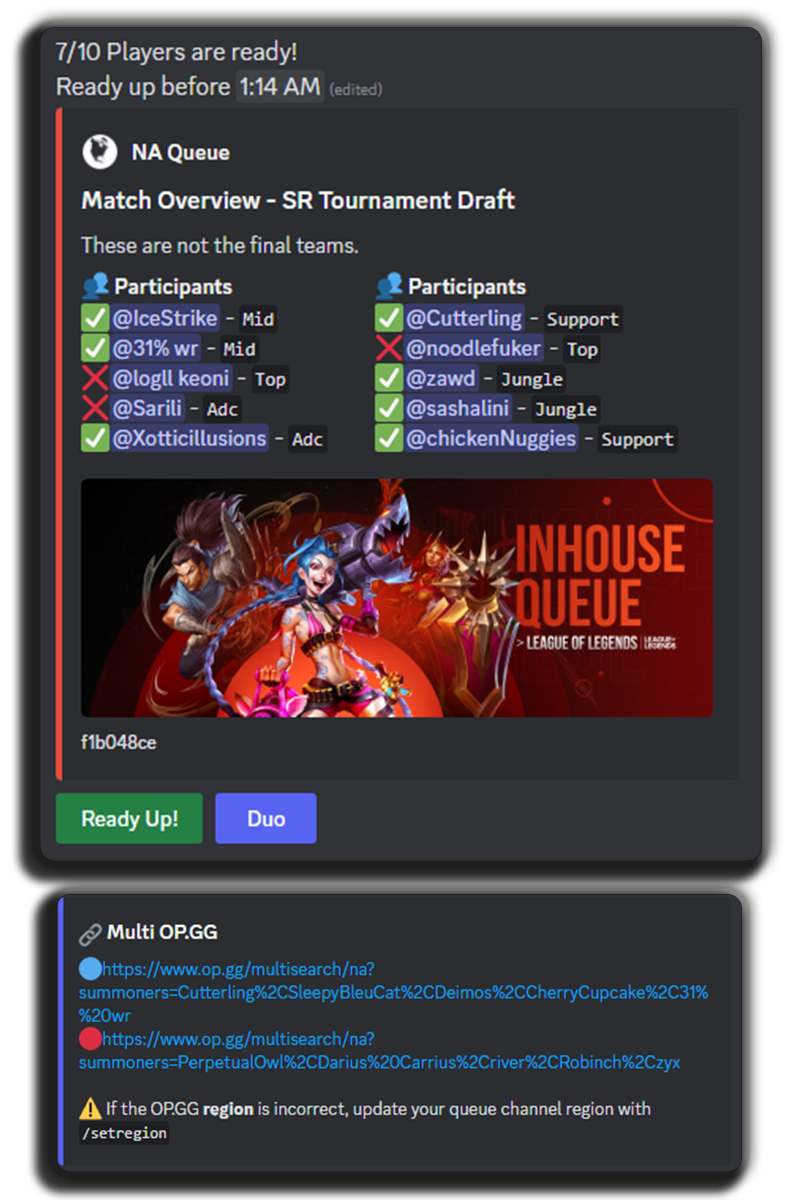 7/10 Players are ready!
Ready up before 1:14 AM (edited)
NA Queue
Match Overview - SR Tournament Draft
These are not the final teams.
Participants
@IceStrike - Mid
@31% wr - Mid
@logll keoni - Top
@Sarili - Adc
@Xotticillusions - Adc
Participants
@Cutterling - Support
@noodlefuker - Top
@zawd - Jungle
@sashalini - Jungle
@chickenNuggies - Support
INHOUSE
QUEUE
> LEAGUE OF LEGENDS | LEAGUE OF
LEGENDS
f1b048ce
Ready Up!
Duo
Multi OP.GG
https://www.op.gg/multisearch/na?
summoners=Cutterling%2CSleepyBleuCat%2CDeimos%2CCherryCupcake%2C31%
%20wr
https://www.op.gg/multisearch/na?
summoners=PerpetualOwl%2CDarius%20Carrius%2Criver%2CRobinch%2Czyx
If the OP.GG region is incorrect, update your queue channel region with
/setregion